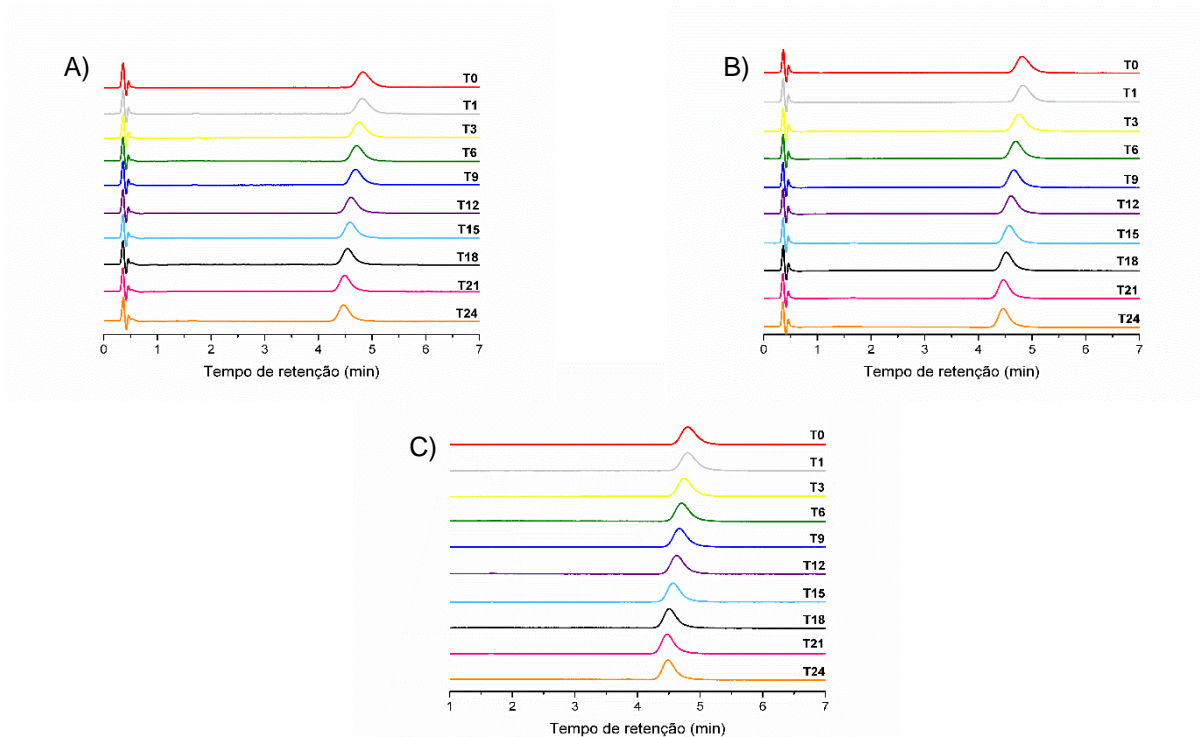 A)
T0
T1
T3
T6
T9
T12
T15
T18
T21
T24
0 1 2 3 4 5 6 7
Tempo de retenção (min)
B)
T0
T1
T3
T6
T9
T12
T15
T18
T21
T24
0 1 2 3 4 5 6 7
Tempo de retenção (min)
C)
T0
T1
T3
T6
T9
T12
T15
T18
T21
T24
1 2 3 4 5 6 7
Tempo de retenção (min)